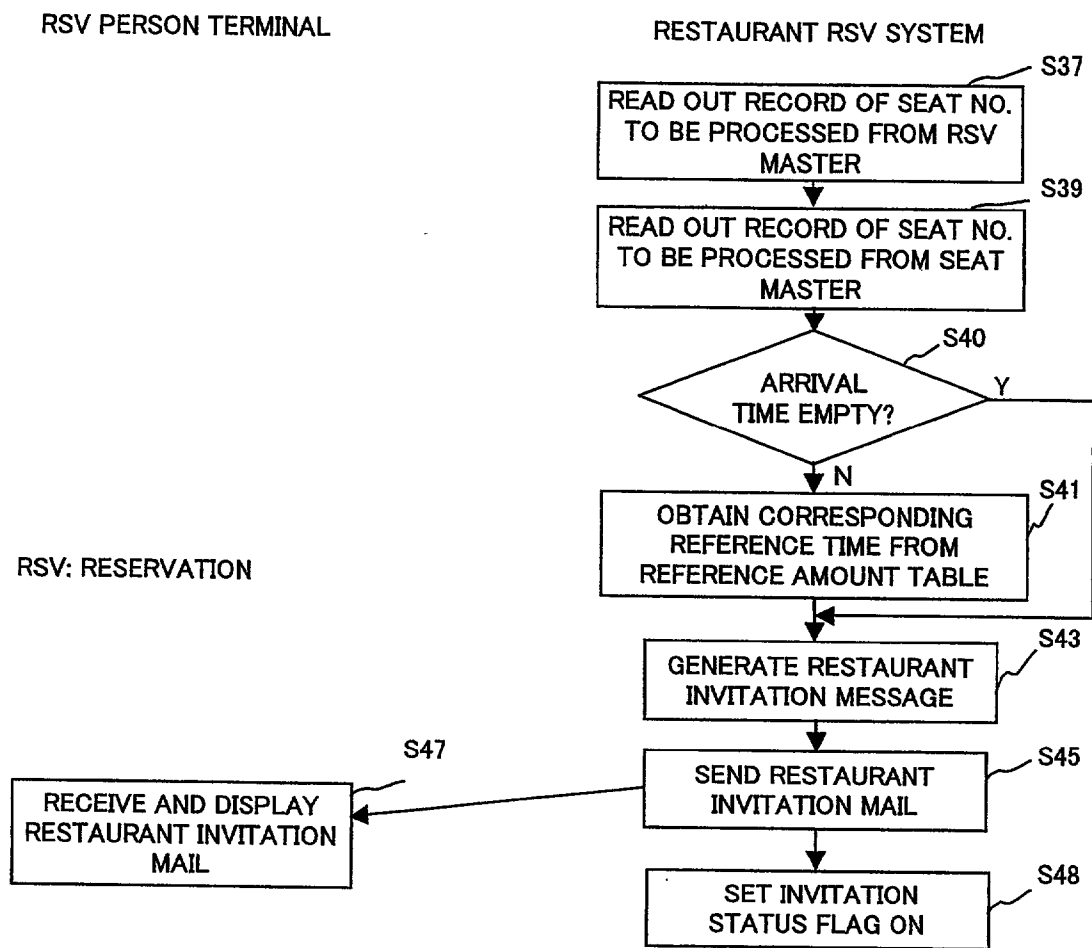 RSV PERSON TERMINAL
RESTAURANT RSV SYSTEM
S37
READ OUT RECORD OF SEAT NO.
TO BE PROCESSED FROM RSV
MASTER
S39
READ OUT RECORD OF SEAT NO.
TO BE PROCESSED FROM SEAT
MASTER
S40
ARRIVAL
TIME EMPTY?
Y
N
S41
OBTAIN CORRESPONDING
REFERENCE TIME FROM
REFERENCE AMOUNT TABLE
RSV: RESERVATION
S43
GENERATE RESTAURANT
INVITATION MESSAGE
S45
SEND RESTAURANT
INVITATION MAIL
S47
RECEIVE AND DISPLAY
RESTAURANT INVITATION
MAIL
S48
SET INVITATION
STATUS FLAG ON